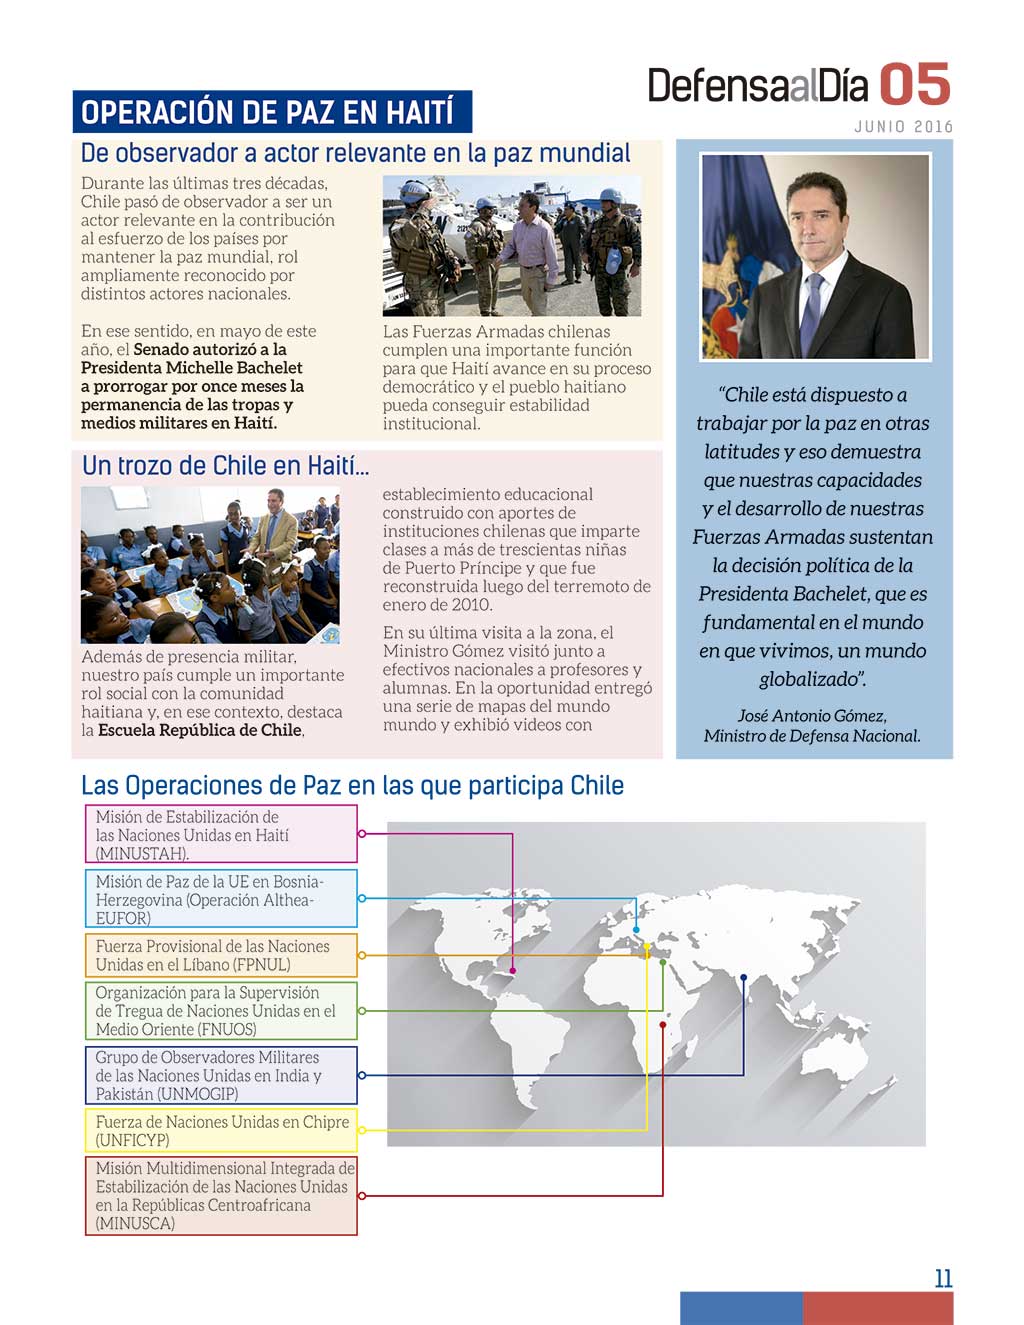 DefensaalDía 05
JUNIO 2016
OPERACIÓN DE PAZ EN HAITÍ
De observador a actor relevante en la paz mundial
Durante las últimas tres décadas,
Chile pasó de observador a ser un
actor relevante en la contribución
al esfuerzo de los países por
mantener la paz mundial, rol
ampliamente reconocido por
distintos actores nacionales.
En ese sentido, en mayo de este
año, el Senado autorizó a la
Presidenta Michelle Bachelet
a prorrogar por once meses la
permanencia de las tropas y
medios militares en Haití.
Las Fuerzas Armadas chilenas
cumplen una importante función
para que Haití avance en su proceso
democrático y el pueblo haitiano
pueda conseguir estabilidad
institucional.
Un trozo de Chile en Haití...
Además de presencia militar,
nuestro país cumple un importante
rol social con la comunidad
haitiana y, en ese contexto, destaca
la Escuela República de Chile,
establecimiento educacional
construido con aportes de
instituciones chilenas que imparte
clases a más de trescientas niñas
de Puerto Príncipe y que fue
reconstruida luego del terremoto de
enero de 2010.
En su última visita a la zona, el
Ministro Gómez visitó junto a
efectivos nacionales a profesores y
alumnas. En la oportunidad entregó
una serie de mapas del mundo
mundo y exhibió videos con
“Chile está dispuesto a
trabajar por la paz en otras
latitudes y eso demuestra
que nuestras capacidades
y el desarrollo de nuestras
Fuerzas Armadas sustentan
la decisión política de la
Presidenta Bachelet, que es
fundamental en el mundo
en que vivimos, un mundo
globalizado”.
José Antonio Gómez,
Ministro de Defensa Nacional.
Las Operaciones de Paz en las que participa Chile
Misión de Estabilización de
las Naciones Unidas en Haití
(MINUSTAH).
Misión de Paz de la UE en Bosnia-
Herzegovina (Operación Althea-
EUFOR)
Fuerza Provisional de las Naciones
Unidas en el Líbano (FPNUL)
Organización para la Supervisión
de Tregua de Naciones Unidas en el
Medio Oriente (FNUOS)
Grupo de Observadores Militares
de las Naciones Unidas en India y
Pakistán (UNMOGIP)
Fuerza de Naciones Unidas en Chipre
(UNFICYP)
Misión Multidimensional Integrada de
Estabilización de las Naciones Unidas
en la Repúblicas Centroafricana
(MINUSCA)
11